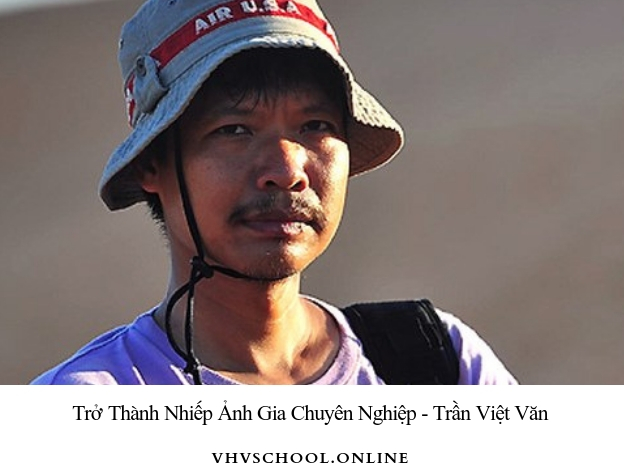 AIR U.S.A
Trở Thành Nhiếp Ảnh Gia Chuyên Nghiệp - Trần Việt Văn
VHVSCHOOL.ONLINE